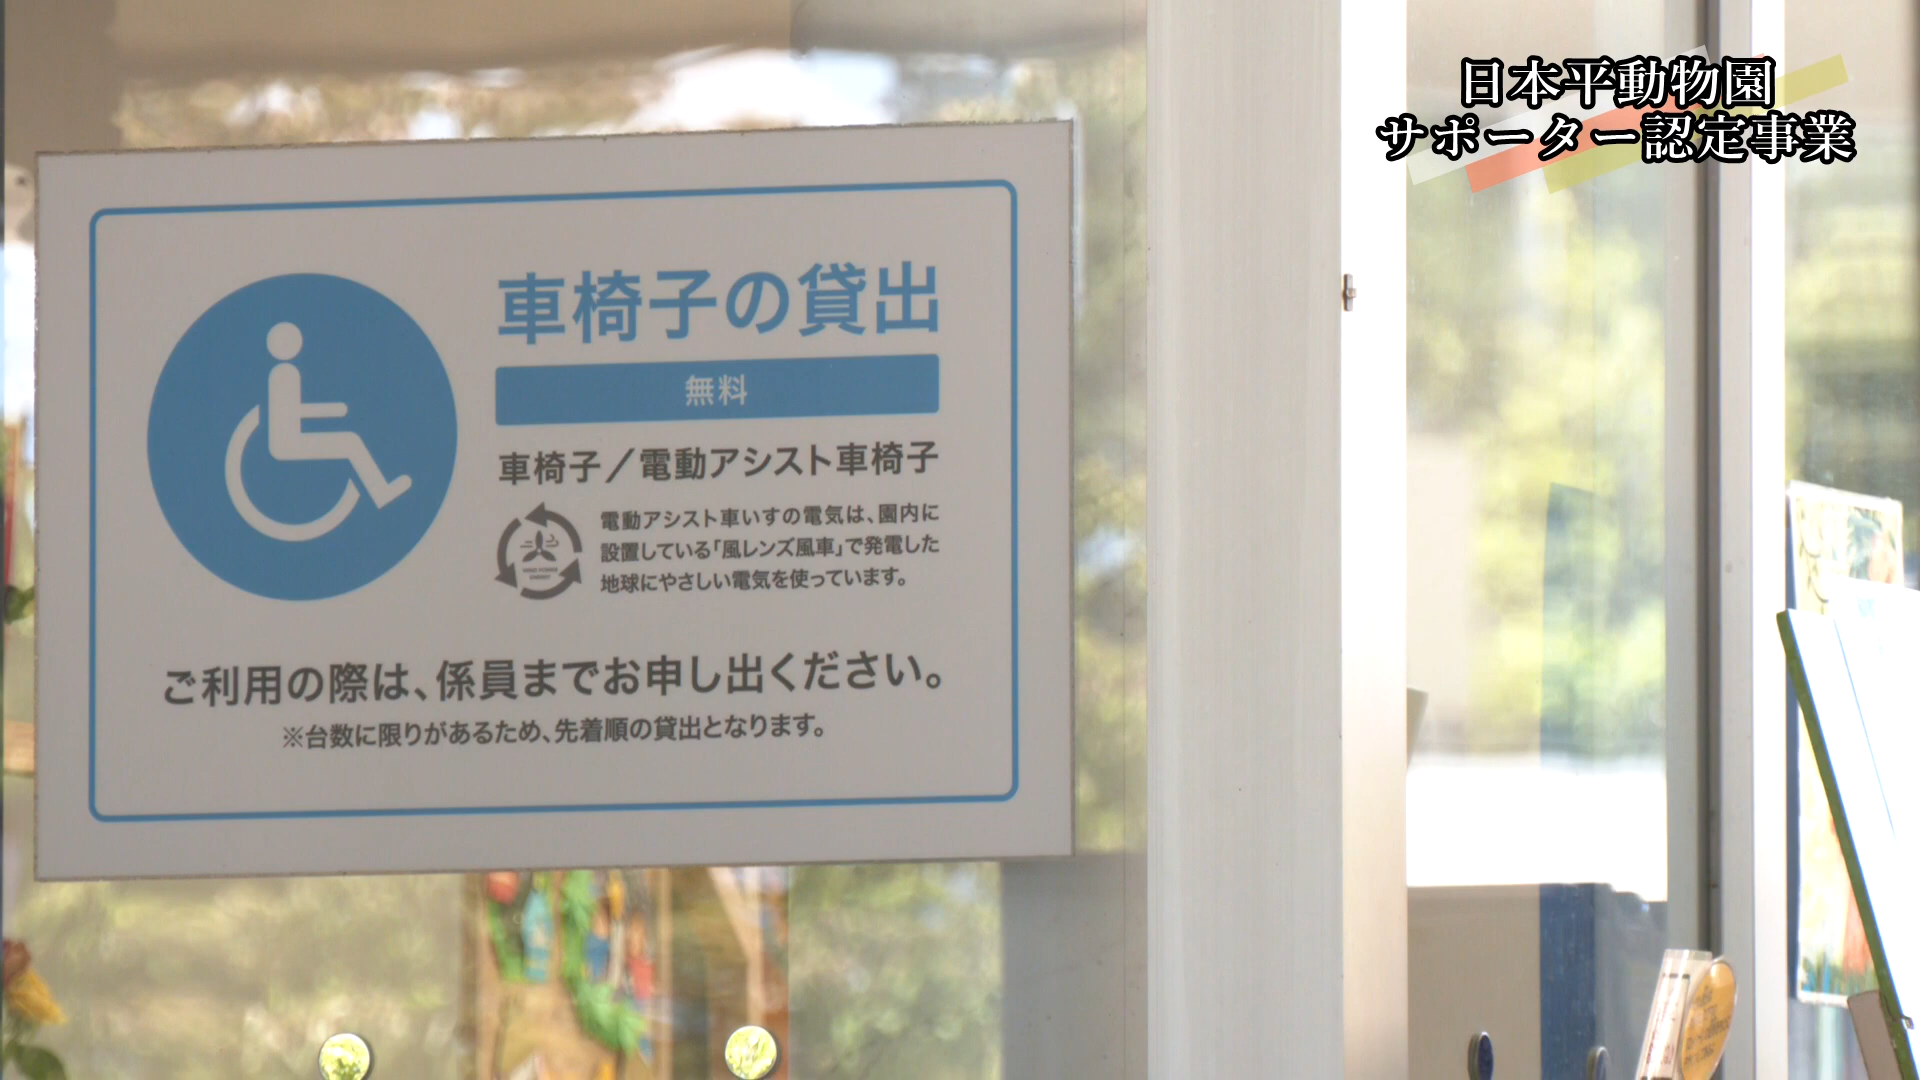 日本平動物園
サポーター認定事業
車椅子の貸出
無料
車椅子／電動アシスト車椅子
電動アシスト車いすの電気は、園内に
設置している「風レンズ風車」で発電した
地球にやさしい電気を使っています。
ご利用の際は、係員までお申し出ください。
※台数に限りがあるため、先着順の貸出となります。